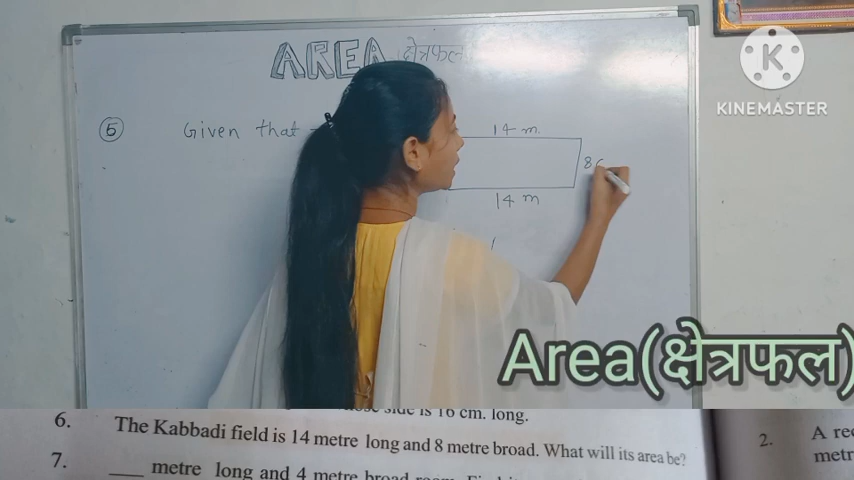 AREA क्षेत्रफल
KINEMASTER
5 Given that
14 m.
8
14 m
Area(क्षेत्रफल)
side is 16 cm. long.
6. The Kabbadi field is 14 metre long and 8 metre broad. What will its area be?
7. ___ metre long and 4 metre broad room.
2. A
metr